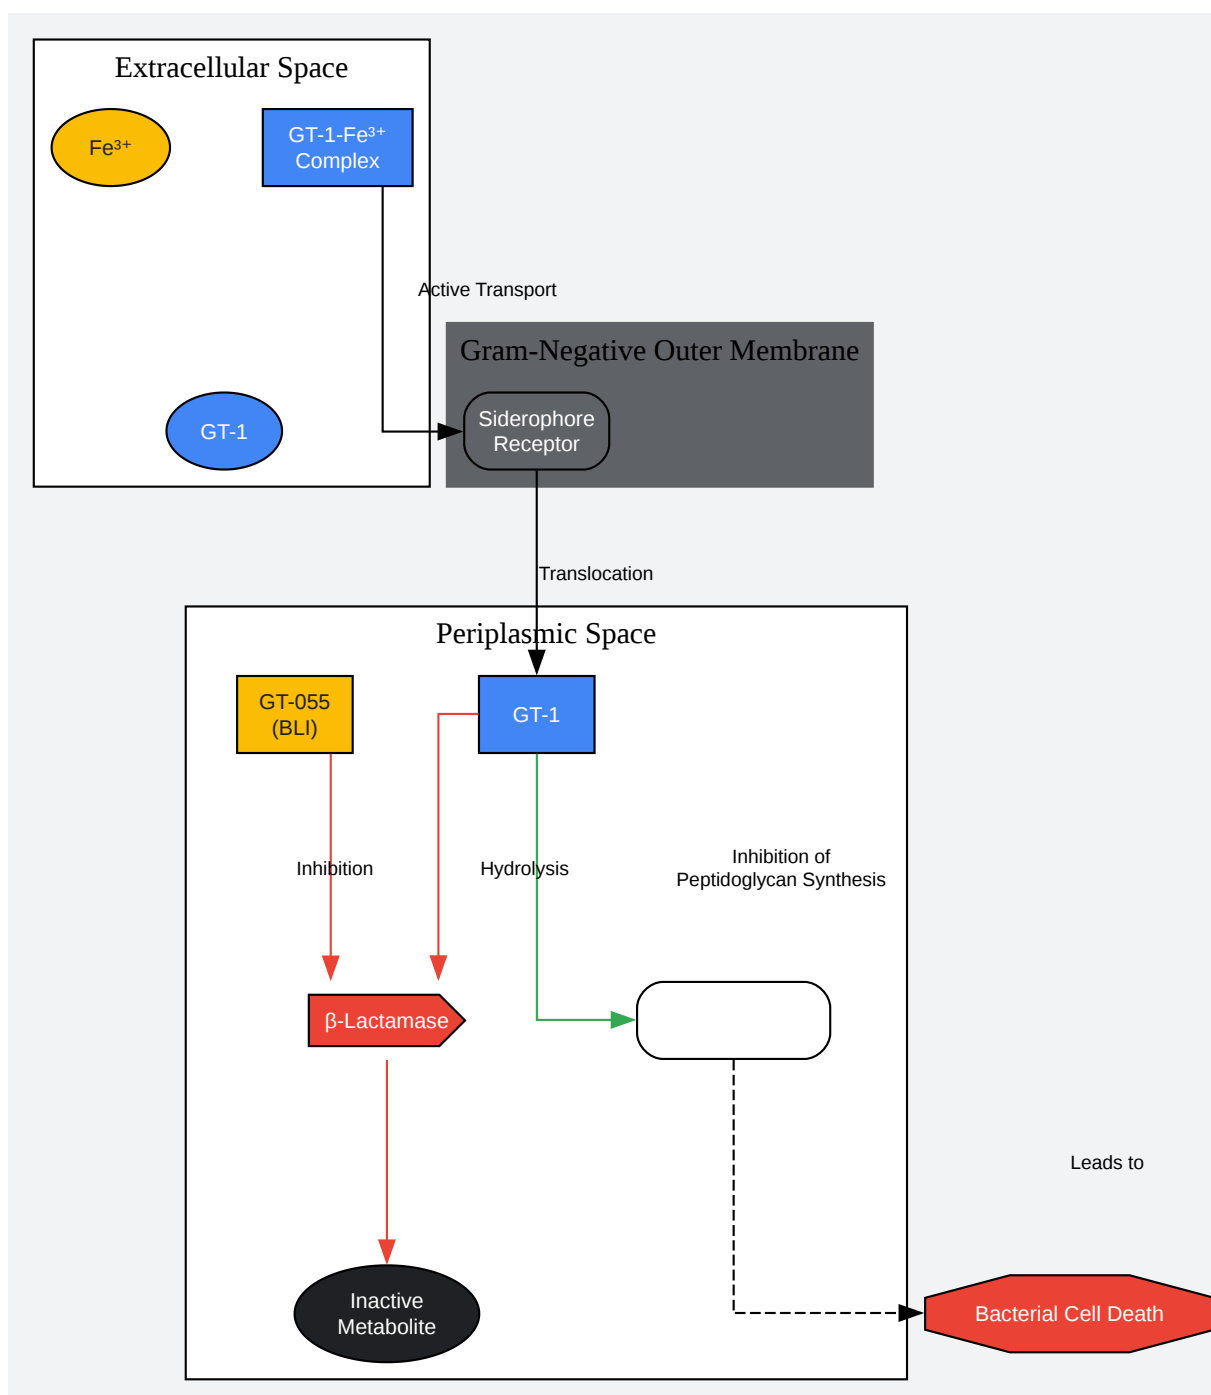 Extracellular Space
Fe³⁺
GT-1-Fe³⁺
Complex
Active Transport
Gram-Negative Outer Membrane
GT-1
Siderophore
Receptor
Translocation
Periplasmic Space
GT-055
(BLI)
GT-1
Inhibition
Hydrolysis
Inhibition of
Peptidoglycan Synthesis
β-Lactamase
Leads to
Inactive
Metabolite
Bacterial Cell Death